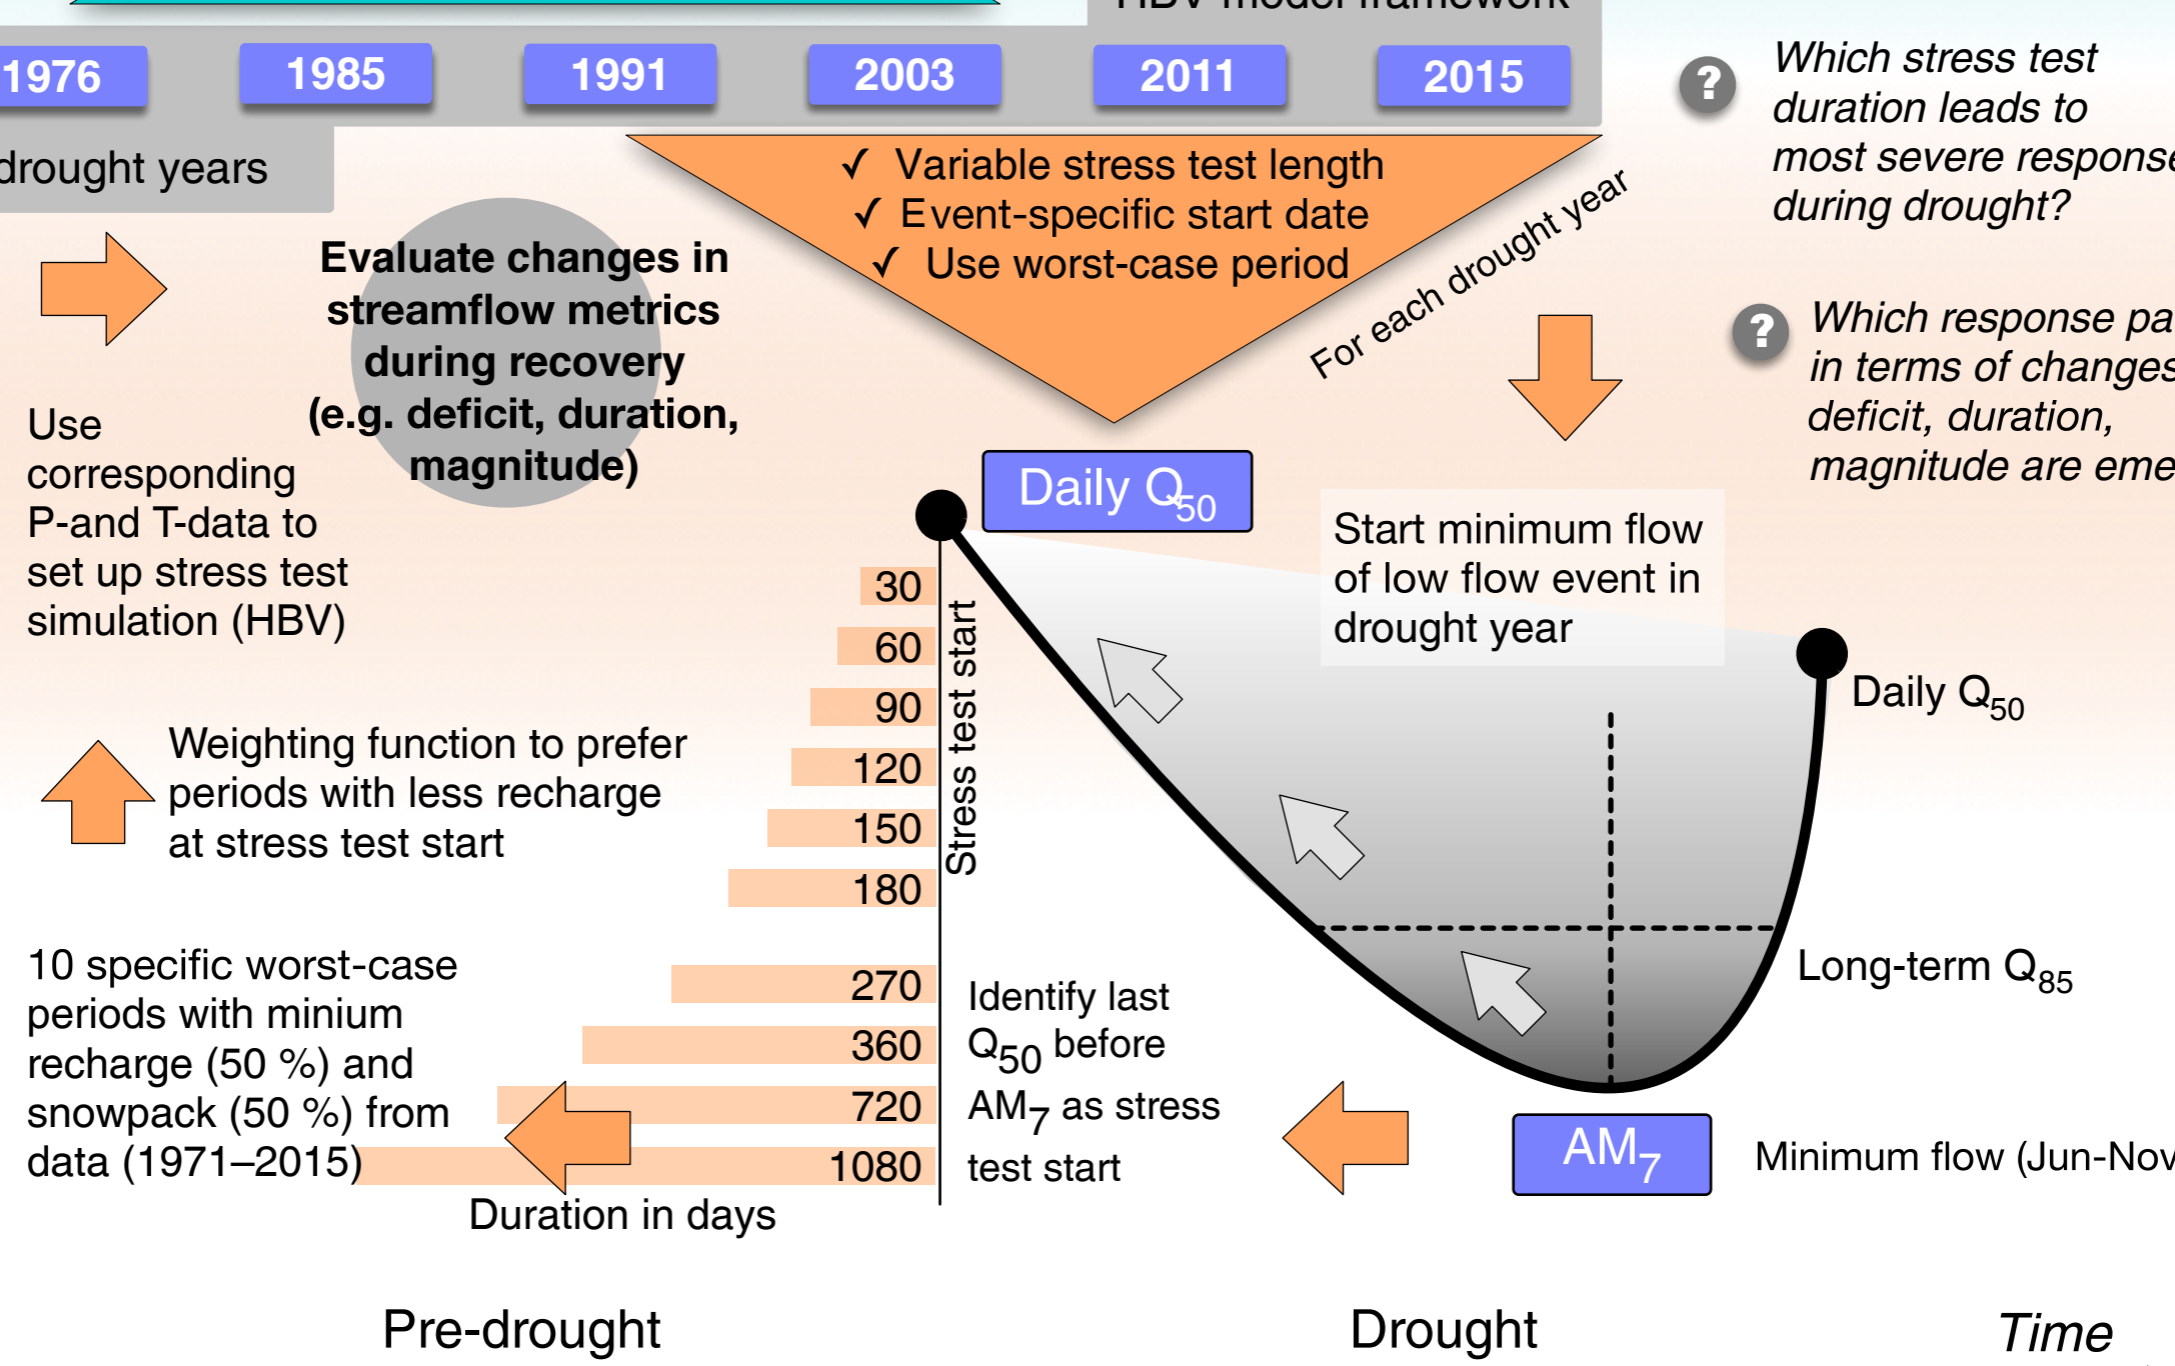 HBV model framework
1976
1985
1991
2003
2011
2015
drought years
✓ Variable stress test length
✓ Event-specific start date
✓ Use worst-case period
For each drought year
? Which stress test
duration leads to
most severe response
during drought?
Evaluate changes in
streamflow metrics
during recovery
(e.g. deficit, duration,
magnitude)
? Which response
in terms of changes
deficit, duration,
magnitude are
Use
corresponding
P-and T-data to
set up stress test
simulation (HBV)
Daily Q50
Start minimum flow
of low flow event in
drought year
Daily Q50
30
60
90
120
150
180
270
360
720
1080
Stress test start
Weighting function to prefer
periods with less recharge
at stress test start
10 specific worst-case
periods with minium
recharge (50 %) and
snowpack (50 %) from
data (1971–2015)
Duration in days
Identify last
Q50 before
AM7 as stress
test start
Long-term Q85
AM7
Minimum flow (Jun-Nov
Pre-drought
Drought
Time